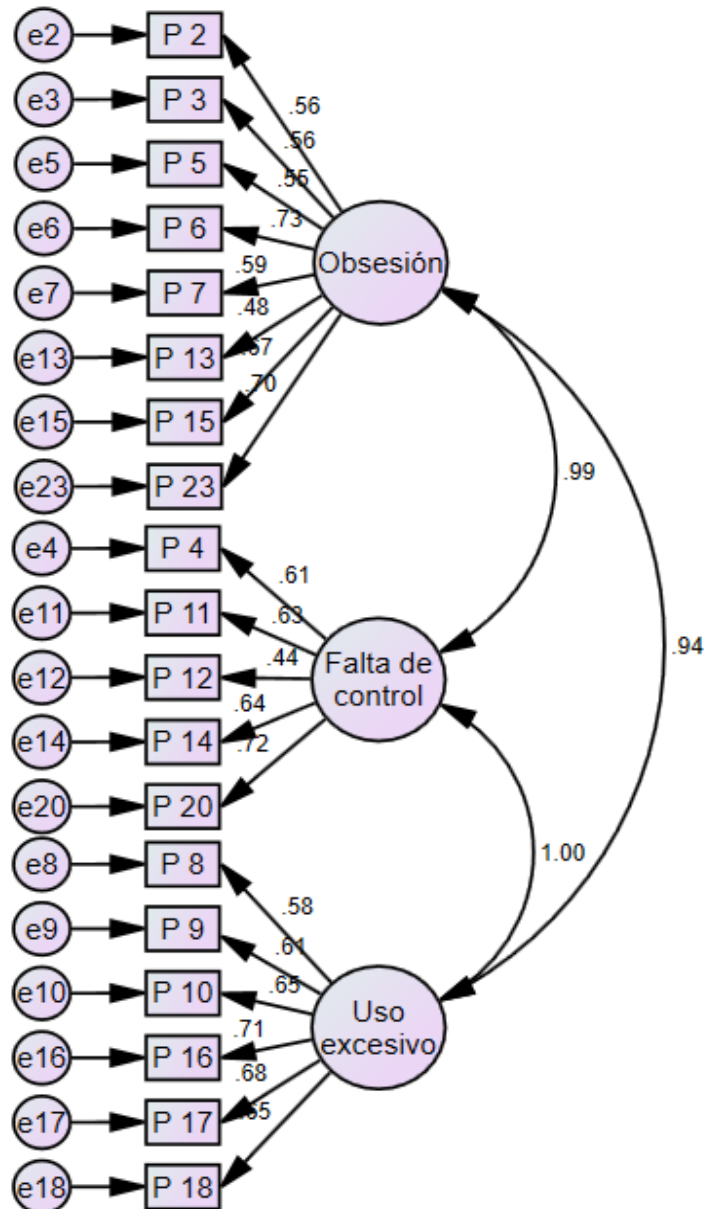 e2 P 2
.56
e3 P 3
.56
e5 P 5
.55
e6 P 6
.73
Obsesión
e7 P 7
.59
.48
e13 P 13
.67
.70
e15 P 15
e23 P 23
.99
e4 P 4
.61
e11 P 11
.63
.94
e12 P 12
.44
Falta de
control
.64
e14 P 14
.72
e20 P 20
e8 P 8
1.00
.58
e9 P 9
.61
e10 P 10
.65
Uso
excesivo
.71
e16 P 16
.68
.65
e17 P 17
e18 P 18